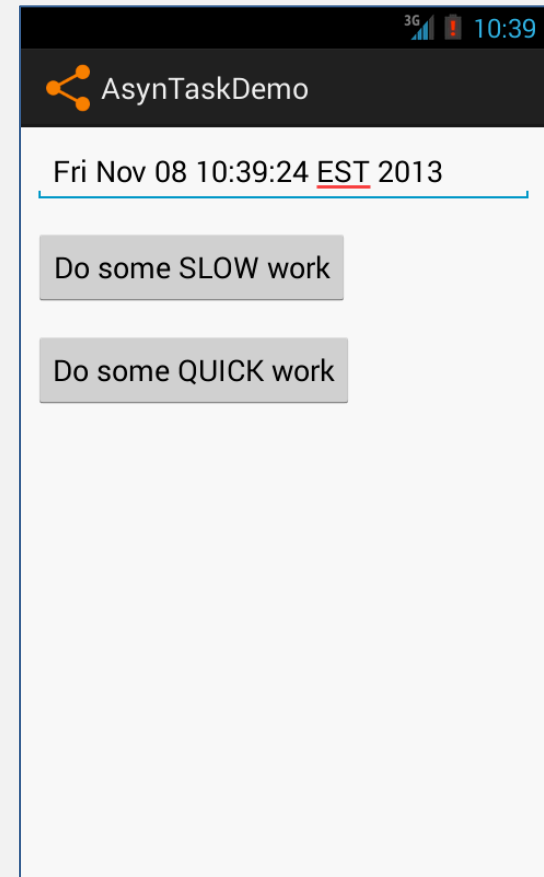 3G 10:39
AsynTaskDemo
Fri Nov 08 10:39:24 EST 2013
Do some SLOW work
Do some QUICK work